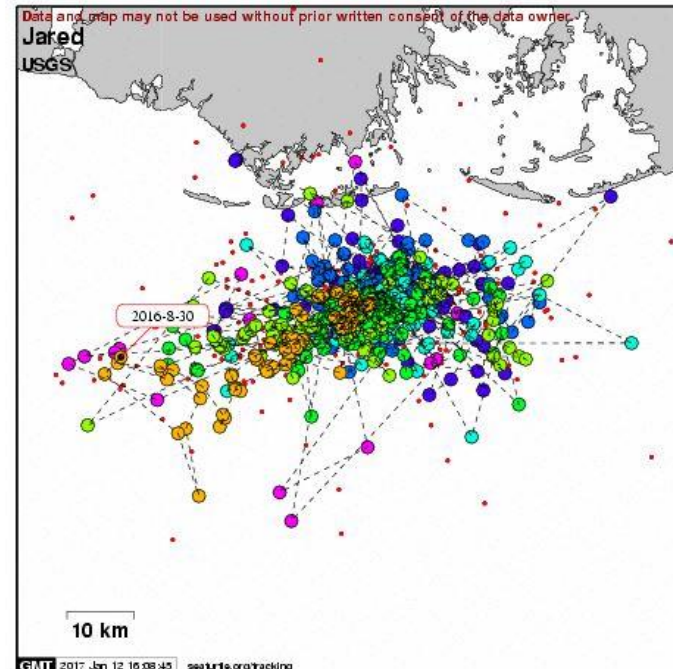 Data and map may not be used without prior written consent of the data owner.
Jared
USGS
2016-8-30
10 km
GMT 2017 Jan 12 16:08:45 seaturtle.org/tracking